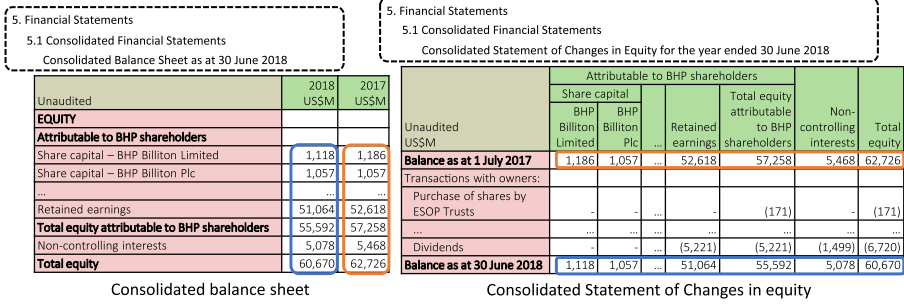 5. Financial Statements
5.1 Consolidated Financial Statements
Consolidated Balance Sheet as at 30 June 2018
Unaudited 2018 US$M 2017 US$M
EQUITY
Attributable to BHP shareholders
Share capital – BHP Billiton Limited 1,118 1,186
Share capital – BHP Billiton Plc 1,057 1,057
... ... ...
Retained earnings 51,064 52,618
Total equity attributable to BHP shareholders 55,592 57,258
Non-controlling interests 5,078 5,468
Total equity 60,670 62,726
Consolidated balance sheet
5. Financial Statements
5.1 Consolidated Financial Statements
Consolidated Statement of Changes in Equity for the year ended 30 June 2018
Attributable to BHP shareholders
Share capital
Unaudited US$M BHP Billiton Limited BHP Billiton Plc ... Retained earnings Total equity attributable to BHP shareholders Non-controlling interests Total equity
Balance as at 1 July 2017 1,186 1,057 ... 52,618 57,258 5,468 62,726
Transactions with owners:
Purchase of shares by
ESOP Trusts - - ... - (171) - (171)
... ... ... ... ...
Dividends - - ... (5,221) (5,221) (1,499) (6,720)
Balance as at 30 June 2018 1,118 1,057 ... 51,064 55,592 5,078 60,670
Consolidated Statement of Changes in equity